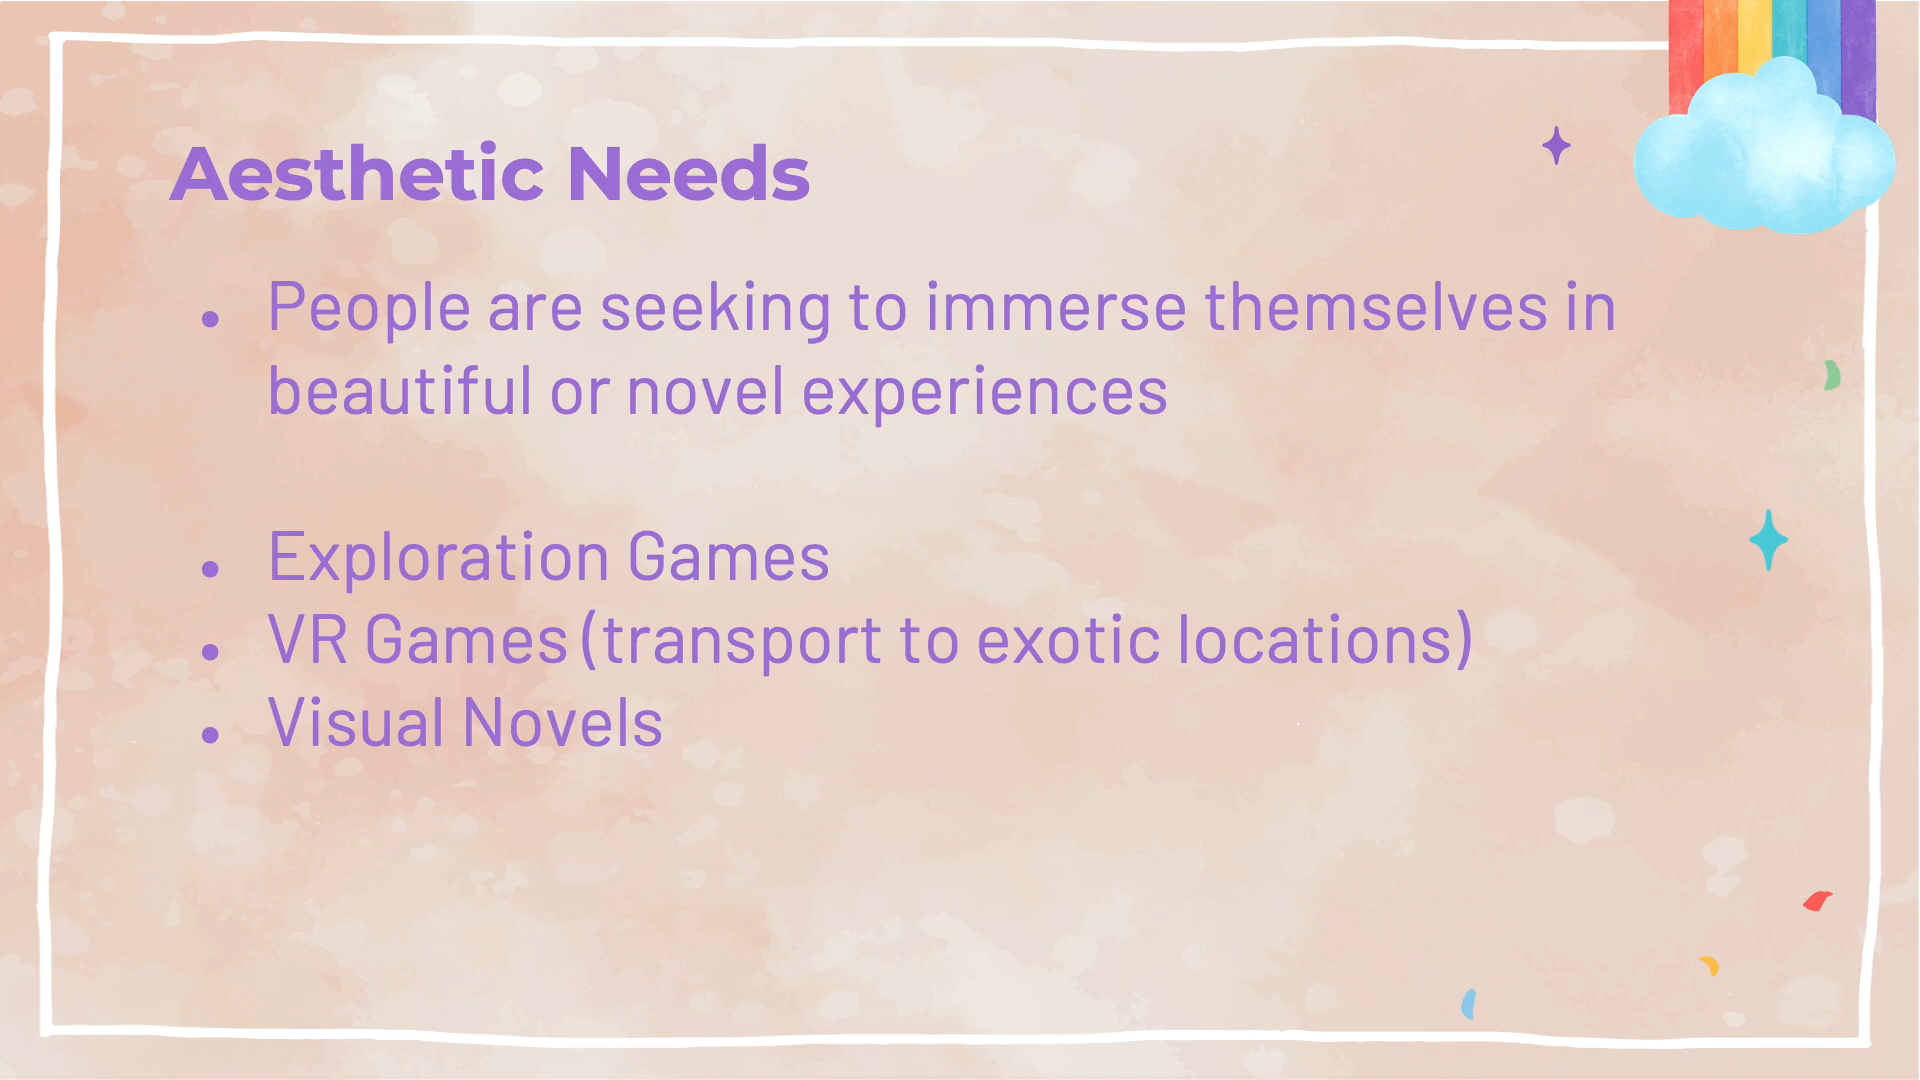 Aesthetic Needs
• People are seeking to immerse themselves in
beautiful or novel experiences
• Exploration Games
• VR Games (transport to exotic locations)
• Visual Novels